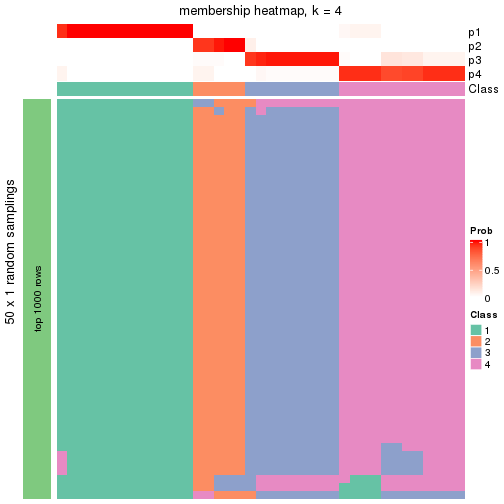 membership heatmap, k = 4
p1
p2
p3
p4
Class
50 x 1 random samplings
top 1000 rows
Prob
1
0.5
0
Class
1
2
3
4